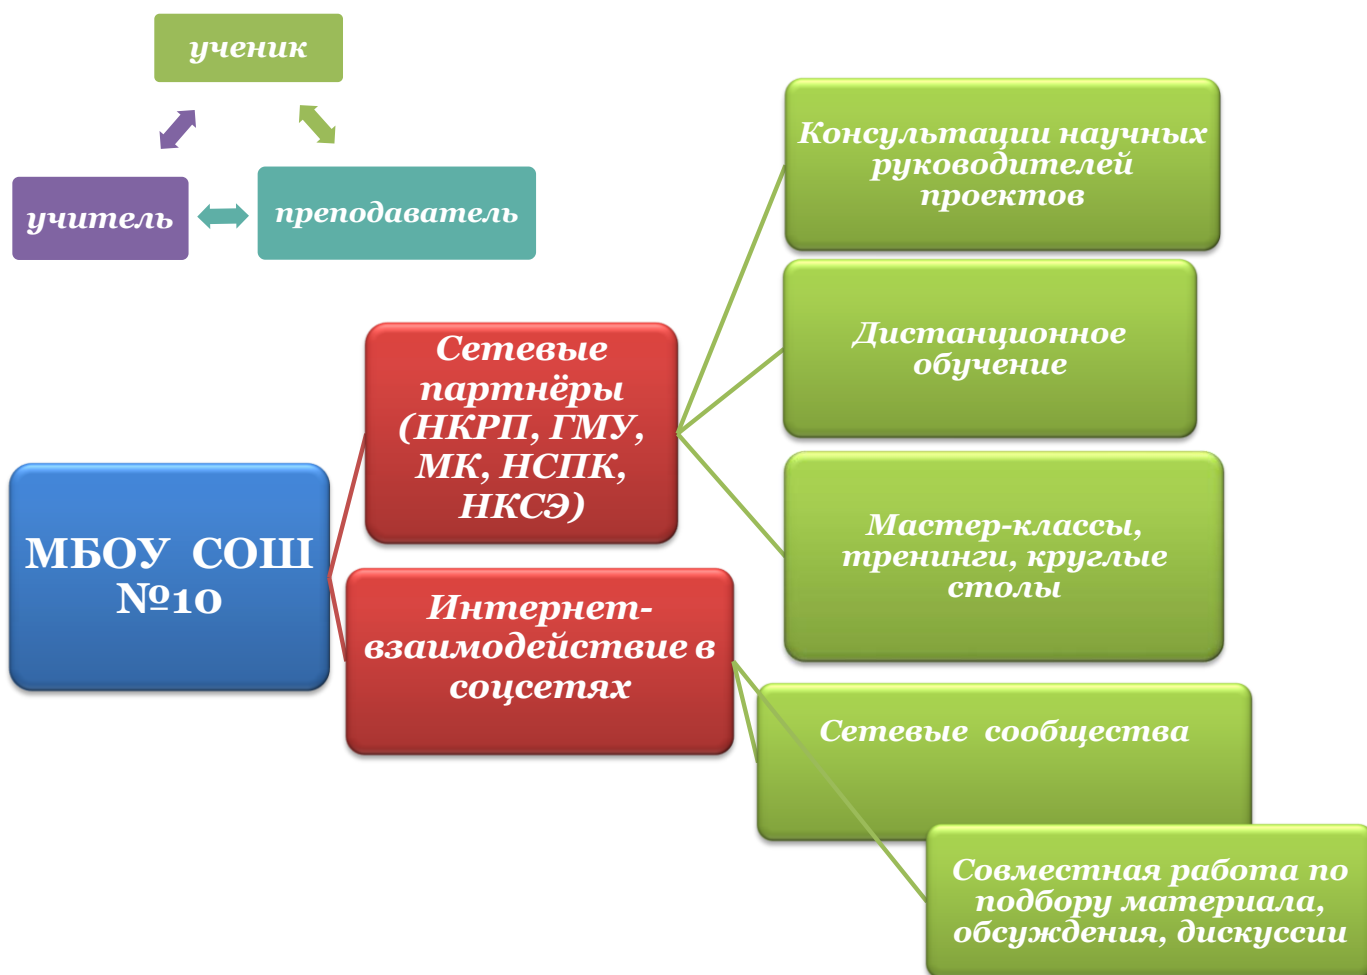 ученик
учитель
преподаватель
Консультации научных
руководителей
проектов
Дистанционное
обучение
Сетевые
партнёры
(НКРП, ГМУ,
МК, НСПК,
НКСЭ)
МБОУ СОШ
№10
Мастер-классы,
тренинги, круглые
столы
Интернет-
взаимодействие в
соцсетях
Сетевые сообщества
Совместная работа по
подбору материала,
обсуждения, дискуссии